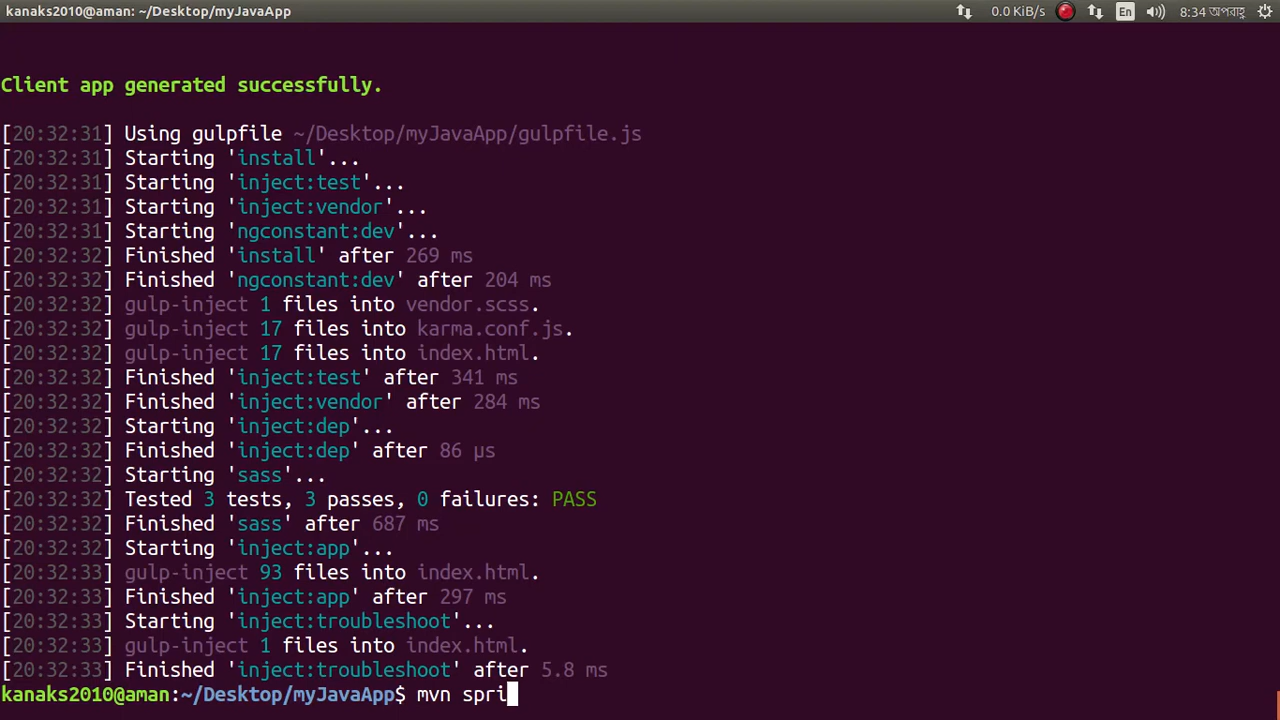 kanaks2010@aman: ~/Desktop/myJavaApp 0.0 KiB/s En 8:34 অপরাহ্ণ
Client app generated successfully.
[20:32:31] Using gulpfile ~/Desktop/myJavaApp/gulpfile.js
[20:32:31] Starting 'install'...
[20:32:31] Starting 'inject:test'...
[20:32:31] Starting 'inject:vendor'...
[20:32:31] Starting 'ngconstant:dev'...
[20:32:32] Finished 'install' after 269 ms
[20:32:32] Finished 'ngconstant:dev' after 204 ms
[20:32:32] gulp-inject 1 files into vendor.scss.
[20:32:32] gulp-inject 17 files into karma.conf.js.
[20:32:32] gulp-inject 17 files into index.html.
[20:32:32] Finished 'inject:test' after 341 ms
[20:32:32] Finished 'inject:vendor' after 284 ms
[20:32:32] Starting 'inject:dep'...
[20:32:32] Finished 'inject:dep' after 86 μs
[20:32:32] Starting 'sass'...
[20:32:32] Tested 3 tests, 3 passes, 0 failures: PASS
[20:32:32] Finished 'sass' after 687 ms
[20:32:32] Starting 'inject:app'...
[20:32:33] gulp-inject 93 files into index.html.
[20:32:33] Finished 'inject:app' after 297 ms
[20:32:33] Starting 'inject:troubleshoot'...
[20:32:33] gulp-inject 1 files into index.html.
[20:32:33] Finished 'inject:troubleshoot' after 5.8 ms
kanaks2010@aman:~/Desktop/myJavaApp$ mvn spri